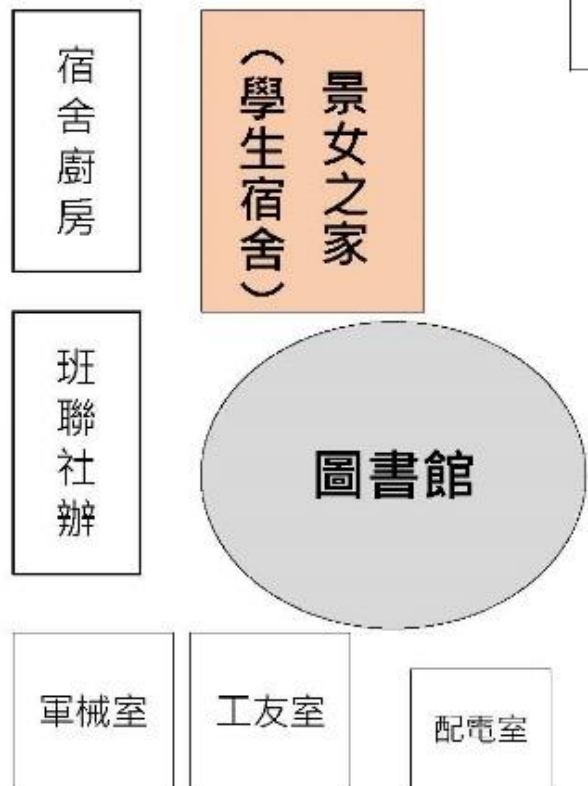 宿舍廚房
景女之家
（學生宿舍）
班聯社辦
圖書館
軍械室
工友室
配電室